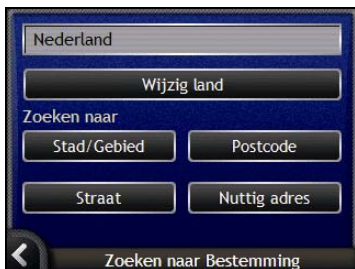 Nederland
Wijzig land
Zoeken naar
Stad/Gebied Postcode
Straat Nuttig adres
Zoeken naar Bestemming